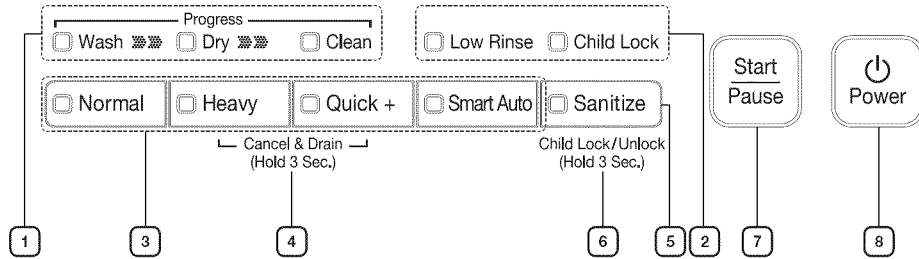 Progress
Wash Dry Clean
Low Rinse Child Lock
Start
Pause
Power
Normal Heavy Quick + Smart Auto Sanitize
Cancel & Drain
(Hold 3 Sec.)
Child Lock/Unlock
(Hold 3 Sec.)
1 3 4 6 5 2 7 8